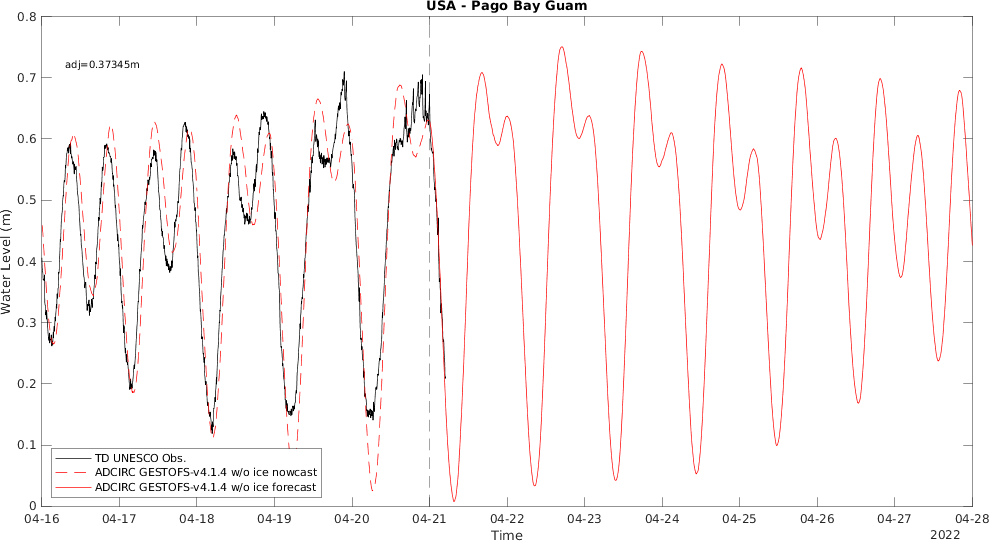 USA - Pago Bay Guam
adj=0.37345m
Water Level (m)
0.8
0.7
0.6
0.5
0.4
0.3
0.2
0.1
0
TD UNESCO Obs.
ADCIRC GESTOFS-v4.1.4 w/o ice nowcast
ADCIRC GESTOFS-v4.1.4 w/o ice forecast
04-16 04-17 04-18 04-19 04-20 04-21 04-22 04-23 04-24 04-25 04-26 04-27 04-28
Time
2022